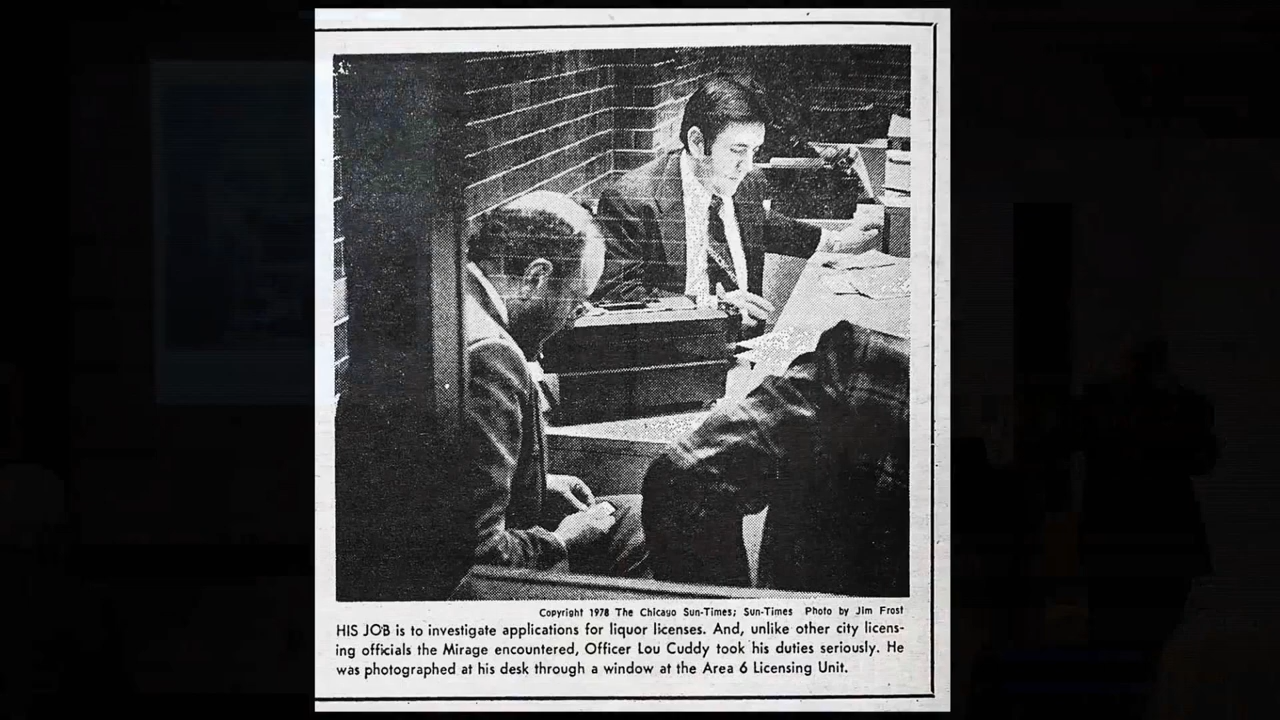 Copyright 1978 The Chicago Sun-Times; Sun-Times Photo by Jim Frost
HIS JOB is to investigate applications for liquor licenses. And, unlike other city licens-
ing officials the Mirage encountered, Officer Lou Cuddy took his duties seriously. He
was photographed at his desk through a window at the Area 6 Licensing Unit.